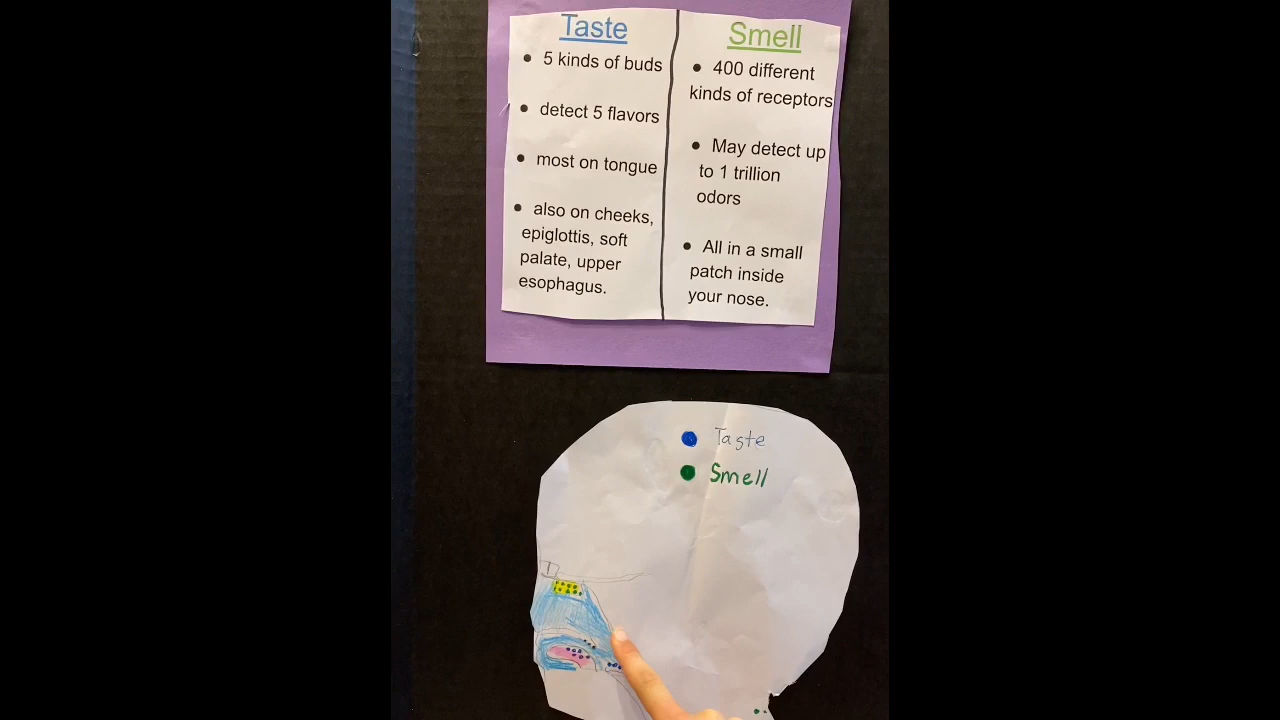 Taste
• 5 kinds of buds
• detect 5 flavors
• most on tongue
• also on cheeks,
epiglottis, soft
palate, upper
esophagus.
Smell
• 400 different
kinds of receptors
• May detect up
to 1 trillion
odors
• All in a small
patch inside
your nose.
Taste
Smell